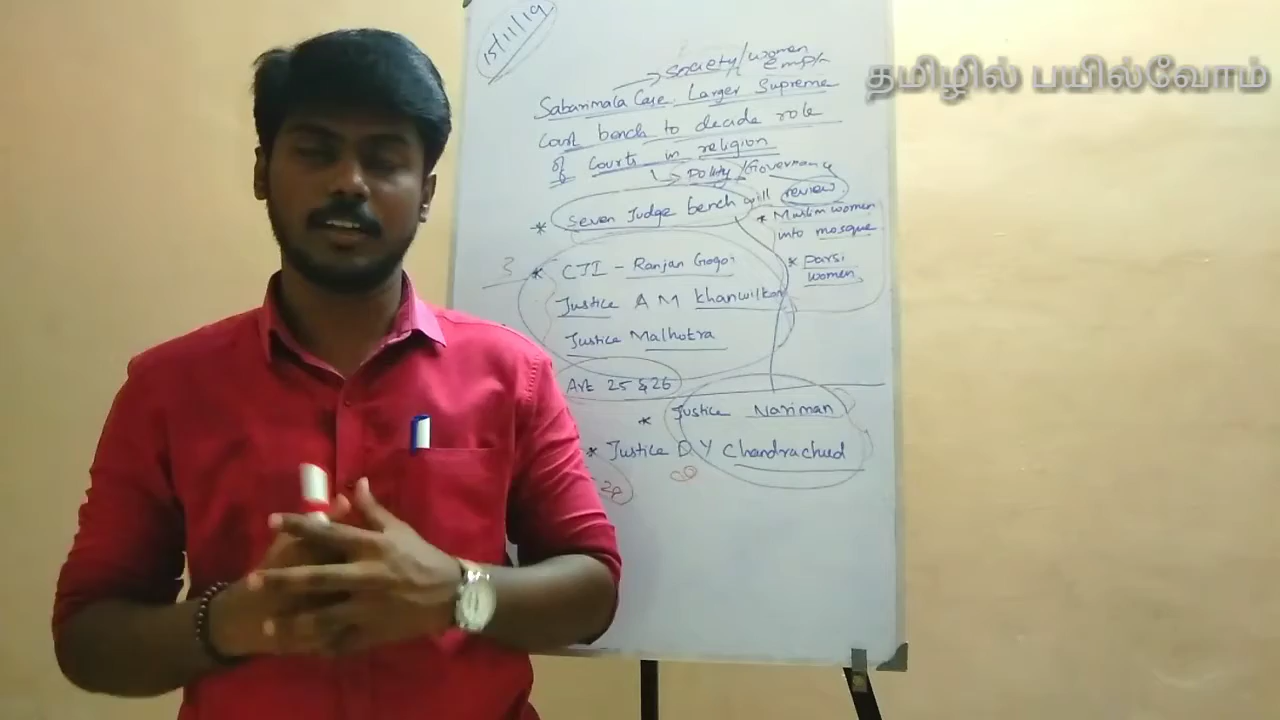 15/11/19
தமிழில் பயில்வோம்
Society/women
Emp
Sabarimala Case, Larger Supreme
Court bench to decide role
of Courts in religion
Polity/Governance
* Seven Judge bench will review
* Muslim women
into mosque
* Parsi
women
3 * CJI - Ranjan Gogoi
Justice A M Khanwilkar
Justice Malhotra
Art 25 & 26
* Justice Nariman
* Justice D Y Chandrachud